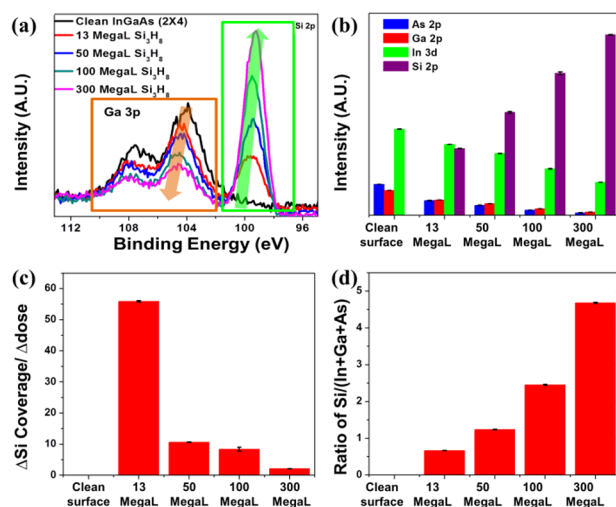 (a)
Clean InGaAs (2X4)
13 MegaL Si₃H₈
50 MegaL Si₃H₈
100 MegaL Si₃H₈
300 MegaL Si₃H₈
Si 2p
Ga 3p
Intensity (A.U.)
112 108 104 100 96
Binding Energy (eV)
(b)
As 2p
Ga 2p
In 3d
Si 2p
Intensity (A.U.)
Clean surface 13 MegaL 50 MegaL 100 MegaL 300 MegaL
(c)
ΔSi Coverage/ Δdose
60
50
40
30
20
10
0
Clean surface 13 MegaL 50 MegaL 100 MegaL 300 MegaL
(d)
Ratio of Si/(In+Ga+As)
5
4
3
2
1
0
Clean surface 13 MegaL 50 MegaL 100 MegaL 300 MegaL